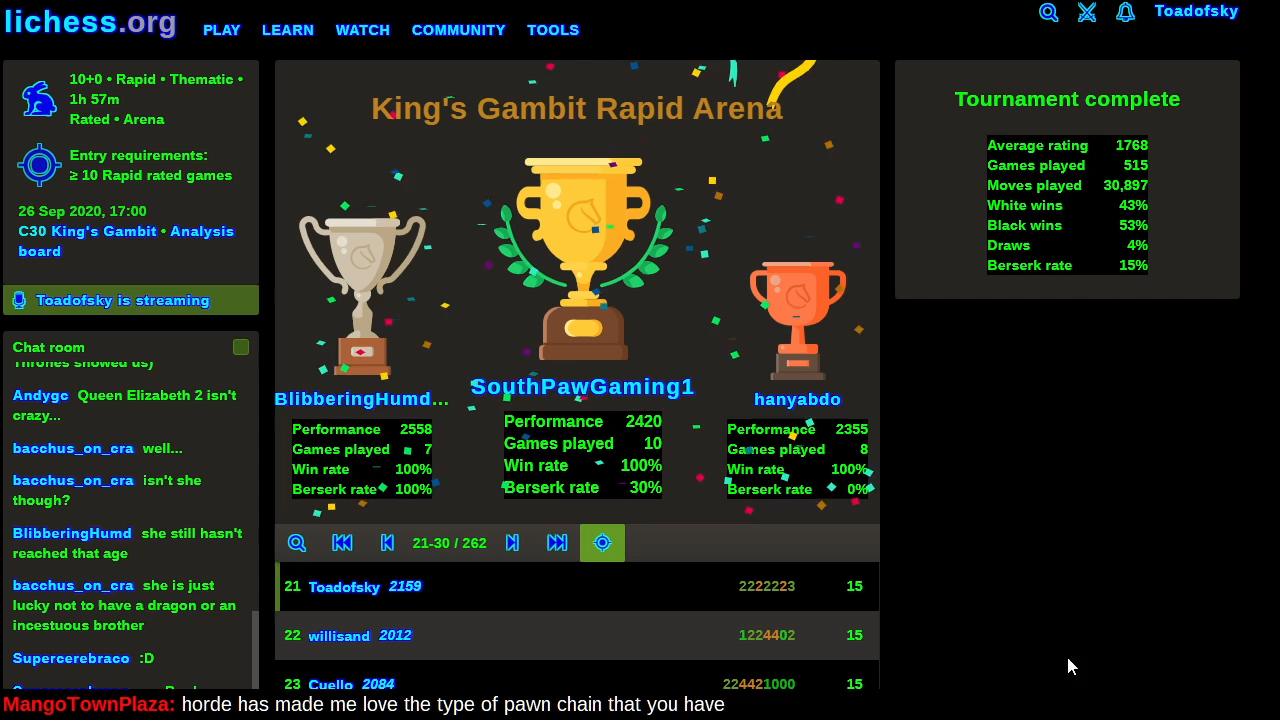 lichess.org
PLAY LEARN WATCH COMMUNITY TOOLS
Toadofsky
10+0 • Rapid • Thematic •
1h 57m
Rated • Arena
Entry requirements:
≥ 10 Rapid rated games
26 Sep 2020, 17:00
C30 King's Gambit • Analysis
board
Toadofsky is streaming
Chat room
Thrones showed us)
Andygc Queen Elizabeth 2 isn't
crazy...
bacchus_on_cra well...
bacchus_on_cra isn't she
though?
BlibberingHumd she still hasn't
reached that age
bacchus_on_cra she is just
lucky not to have a dragon or an
incestuous brother
Supercerebraco :D
King's Gambit Rapid Arena
BlibberingHumd...
Performance 2558
Games played 7
Win rate 100%
Berserk rate 100%
SouthPawGaming1
Performance 2420
Games played 10
Win rate 100%
Berserk rate 30%
hanyabdo
Performance 2355
Games played 8
Win rate 100%
Berserk rate 0%
21-30 / 262
21 Toadofsky 2159 2222223 15
22 willisand 2012 1224402 15
23 Cuello 2084 224421000 15
Tournament complete
Average rating 1768
Games played 515
Moves played 30,897
White wins 43%
Black wins 53%
Draws 4%
Berserk rate 15%
MangoTownPlaza: horde has made me love the type of pawn chain that you have